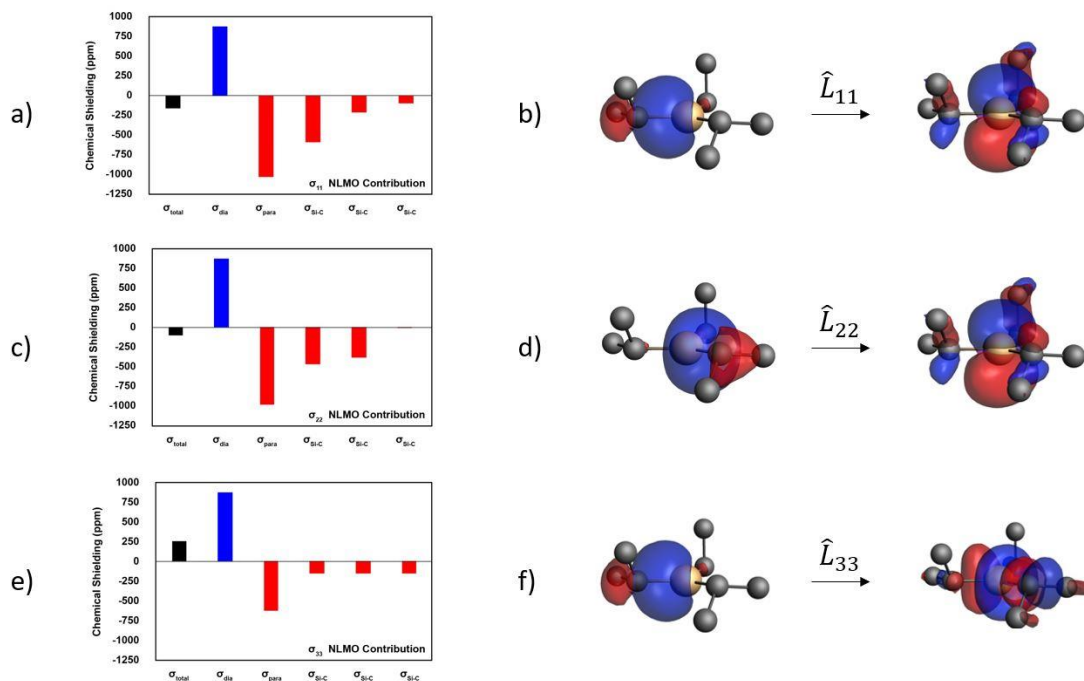 a)
Chemical Shielding (ppm)
1000
750
500
250
0
-250
-500
-750
-1000
-1250
σ11 NLMO Contribution
σtotal σdia σpara σSi-C σSi-C σSi-C
b)
L̂11
c)
Chemical Shielding (ppm)
1000
750
500
250
0
-250
-500
-750
-1000
-1250
σ22 NLMO Contribution
σtotal σdia σpara σSi-C σSi-C σSi-C
d)
L̂22
e)
Chemical Shielding (ppm)
1000
750
500
250
0
-250
-500
-750
-1000
-1250
σ33 NLMO Contribution
σtotal σdia σpara σSi-C σSi-C σSi-C
f)
L̂33